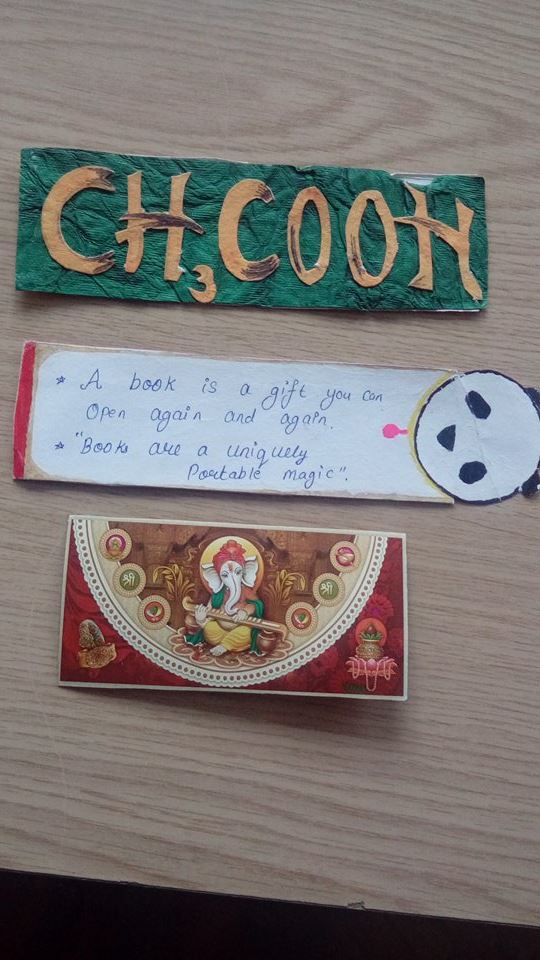 CH₃COOH
* A book is a gift you can
Open again and again.
* "Books are a uniquely
Portable magic".
श्री
श्री